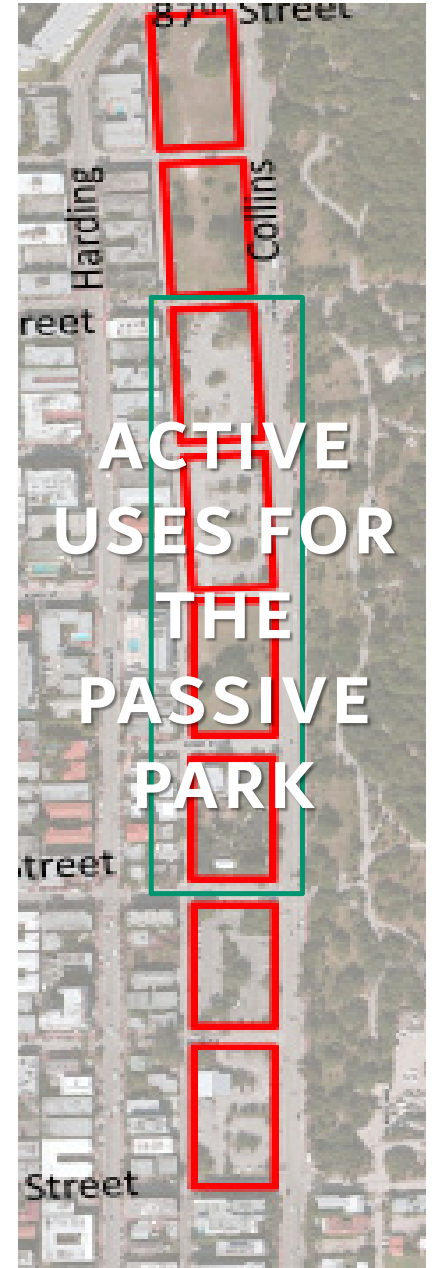 87th Street
Harding
Collins
reet
ACTIVE
USES FOR
THE
PASSIVE
PARK
Street
Street